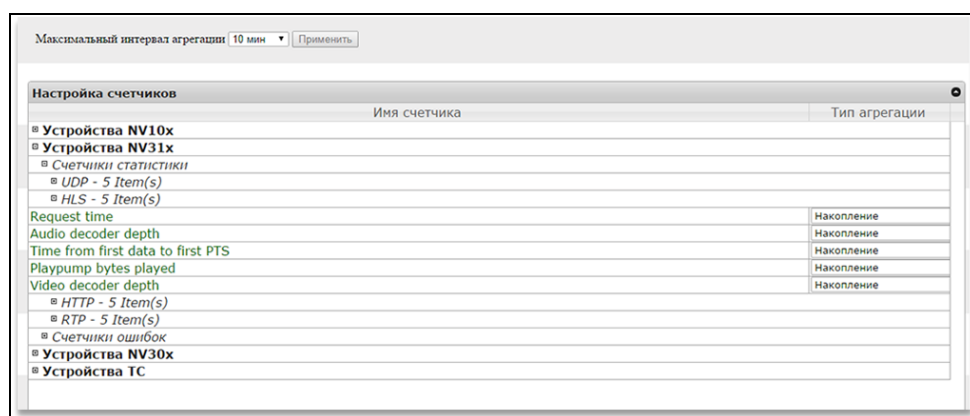 Максимальный интервал агрегации 10 мин Применить
Настройка счетчиков
Имя счетчика Тип агрегации
Устройства NV10x
Устройства NV31x
Счетчики статистики
UDP - 5 Item(s)
HLS - 5 Item(s)
Request time Накопление
Audio decoder depth Накопление
Time from first data to first PTS Накопление
Playpump bytes played Накопление
Video decoder depth Накопление
HTTP - 5 Item(s)
RTP - 5 Item(s)
Счетчики ошибок
Устройства NV30x
Устройства ТС